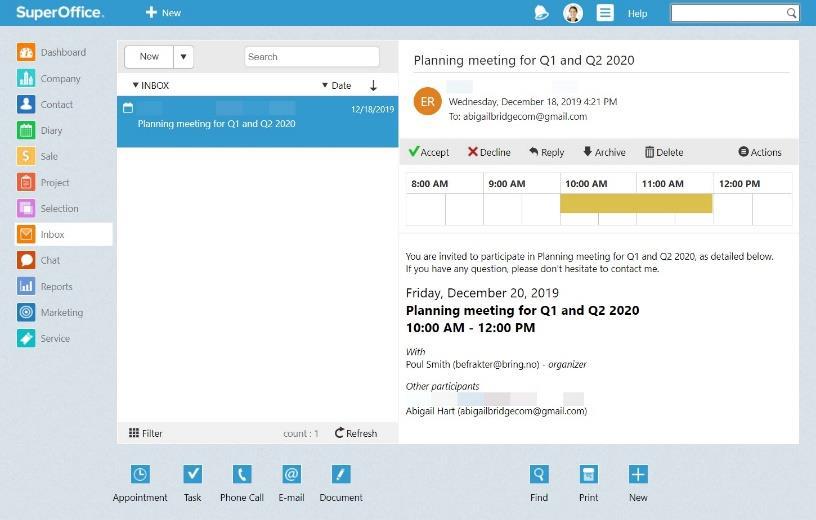 SuperOffice.
New
Help
Dashboard
Company
Contact
Diary
Sale
Project
Selection
Inbox
Chat
Reports
Marketing
Service
New
Search
INBOX
Date
12/18/2019
Planning meeting for Q1 and Q2 2020
Filter
count : 1
Refresh
Planning meeting for Q1 and Q2 2020
ER
Wednesday, December 18, 2019 4:21 PM
To: abigailbridgecom@gmail.com
Accept
Decline
Reply
Archive
Delete
Actions
8:00 AM
9:00 AM
10:00 AM
11:00 AM
12:00 PM
You are invited to participate in Planning meeting for Q1 and Q2 2020, as detailed below.
If you have any question, please don't hesitate to contact me.
Friday, December 20, 2019
Planning meeting for Q1 and Q2 2020
10:00 AM - 12:00 PM
With
Poul Smith (befrakter@bring.no) - organizer
Other participants
Abigail Hart (abigailbridgecom@gmail.com)
Appointment
Task
Phone Call
E-mail
Document
Find
Print
New